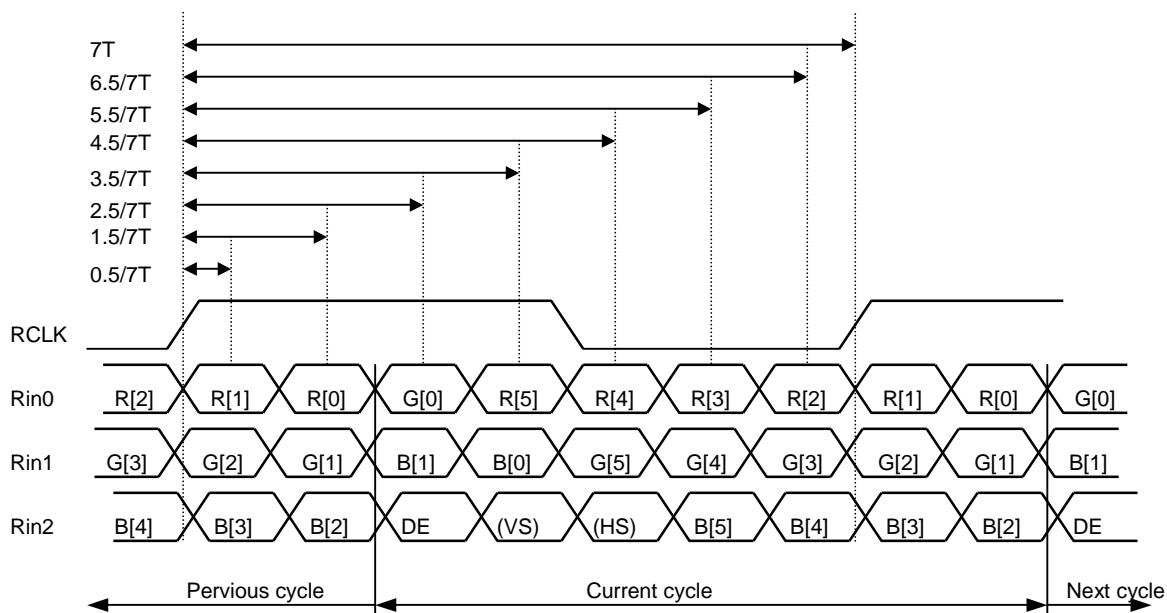 7T
6.5/7T
5.5/7T
4.5/7T
3.5/7T
2.5/7T
1.5/7T
0.5/7T
RCLK
Rin0 R[2] R[1] R[0] G[0] R[5] R[4] R[3] R[2] R[1] R[0] G[0]
Rin1 G[3] G[2] G[1] B[1] B[0] G[5] G[4] G[3] G[2] G[1] B[1]
Rin2 B[4] B[3] B[2] DE (VS) (HS) B[5] B[4] B[3] B[2] DE
Pervious cycle Current cycle Next cycle